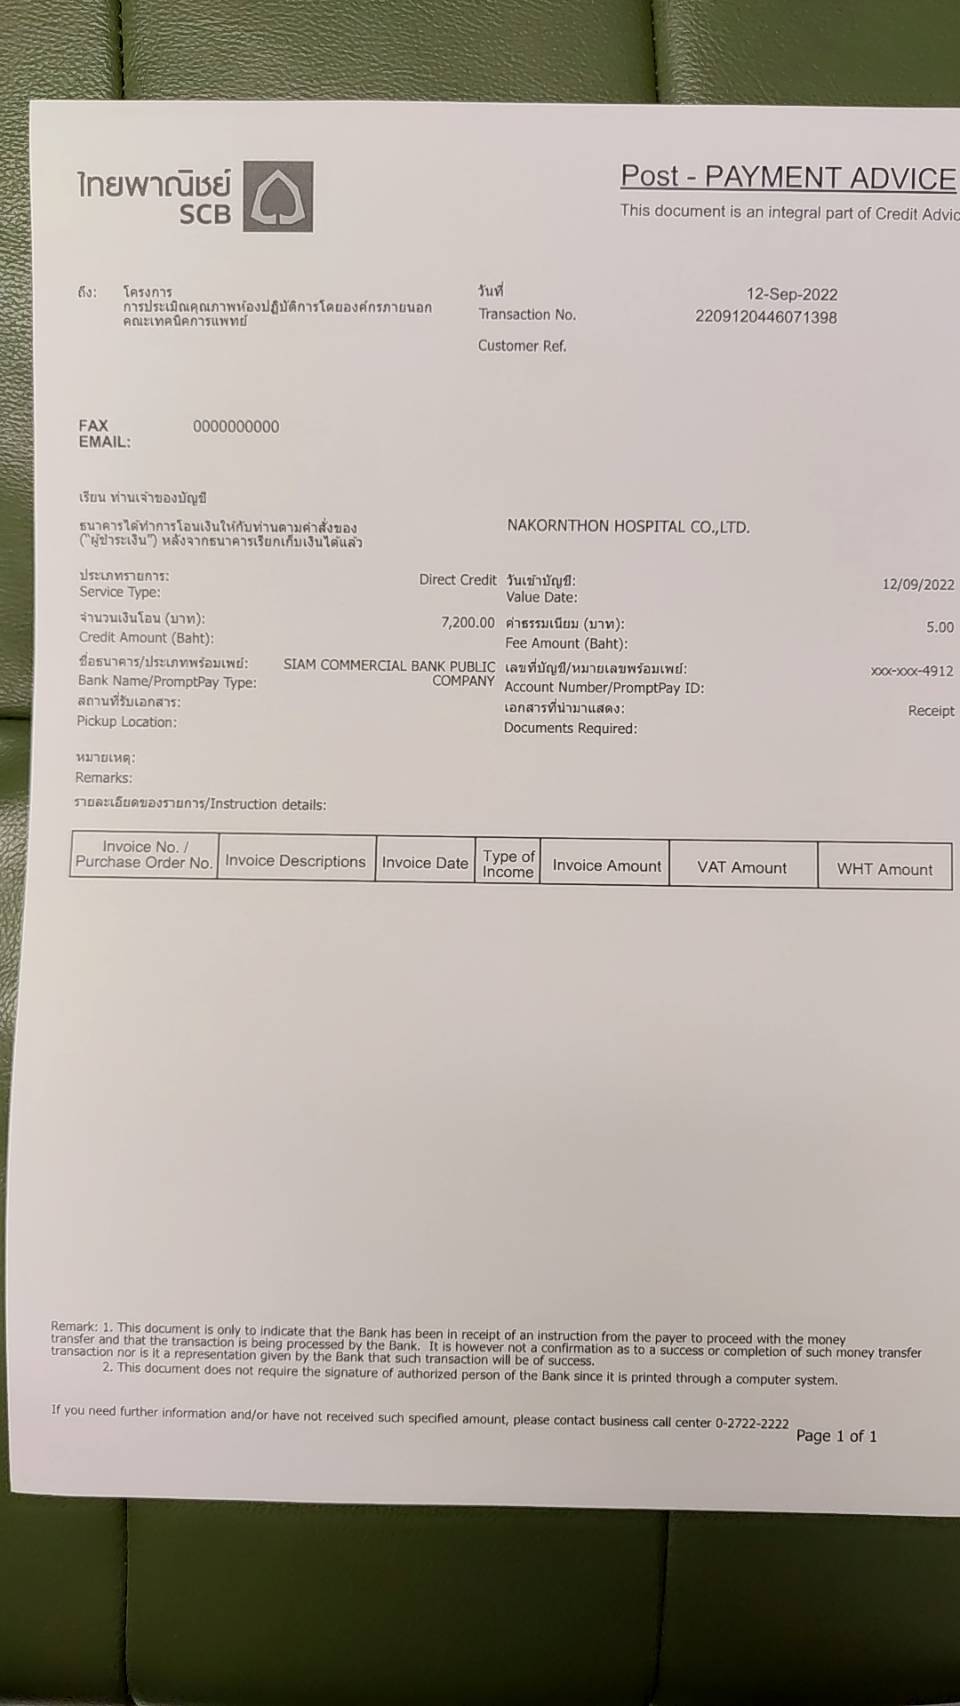 ไทยพาณิชย์
SCB
Post - PAYMENT ADVICE
This document is an integral part of Credit Advic
ถึง: โครงการ
การประเมินคุณภาพห้องปฏิบัติการโดยองค์กรภายนอก
คณะเทคนิคการแพทย์
วันที่ 12-Sep-2022
Transaction No. 2209120446071398
Customer Ref.
FAX 0000000000
EMAIL:
เรียน ท่านเจ้าของบัญชี
ธนาคารได้ทำการโอนเงินให้กับท่านตามคำสั่งของ NAKORNTHON HOSPITAL CO.,LTD.
("ผู้ชำระเงิน") หลังจากธนาคารเรียกเก็บเงินได้แล้ว
ประเภทรายการ: Direct Credit วันเข้าบัญชี: 12/09/2022
Service Type: Value Date:
จำนวนเงินโอน (บาท): 7,200.00 ค่าธรรมเนียม (บาท): 5.00
Credit Amount (Baht): Fee Amount (Baht):
ชื่อธนาคาร/ประเภทพร้อมเพย์: SIAM COMMERCIAL BANK PUBLIC เลขที่บัญชี/หมายเลขพร้อมเพย์: xxx-xxx-4912
Bank Name/PromptPay Type: COMPANY Account Number/PromptPay ID:
สถานที่รับเอกสาร: เอกสารที่นำมาแสดง: Receipt
Pickup Location: Documents Required:
หมายเหตุ:
Remarks:
รายละเอียดของรายการ/Instruction details:
Invoice No. /
Purchase Order No. Invoice Descriptions Invoice Date Type of Income Invoice Amount VAT Amount WHT Amount
Remark: 1. This document is only to indicate that the Bank has been in receipt of an instruction from the payer to proceed with the money
transfer and that the transaction is being processed by the Bank. It is however not a confirmation as to a success or completion of such money transfer
transaction nor is it a representation given by the Bank that such transaction will be of success.
2. This document does not require the signature of authorized person of the Bank since it is printed through a computer system.
If you need further information and/or have not received such specified amount, please contact business call center 0-2722-2222
Page 1 of 1